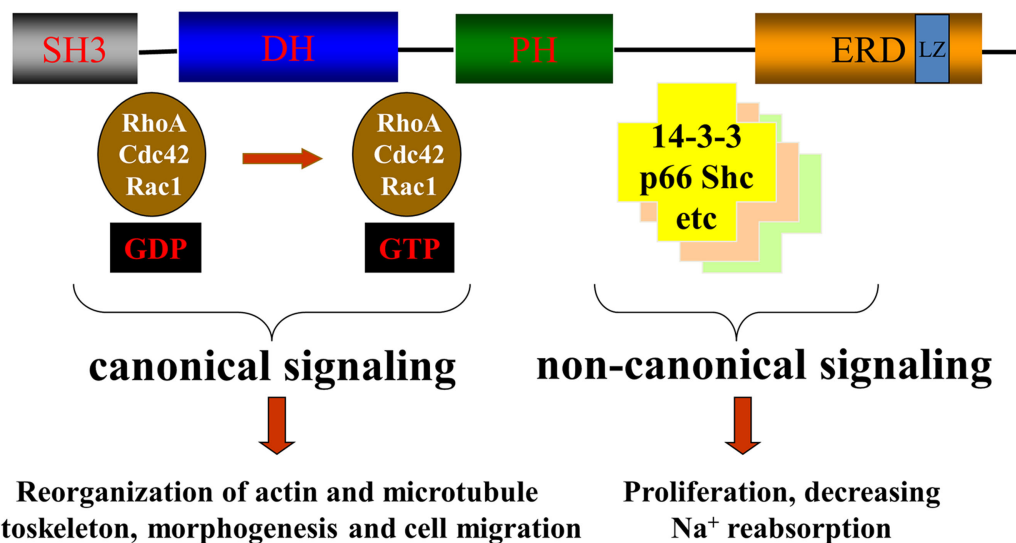 SH3 DH PH ERD LZ
RhoA
Cdc42
Rac1
GDP
RhoA
Cdc42
Rac1
GTP
14-3-3
p66 Shc
etc
canonical signaling
non-canonical signaling
Reorganization of actin and microtubule
toskeleton, morphogenesis and cell migration
Proliferation, decreasing
Na⁺ reabsorption